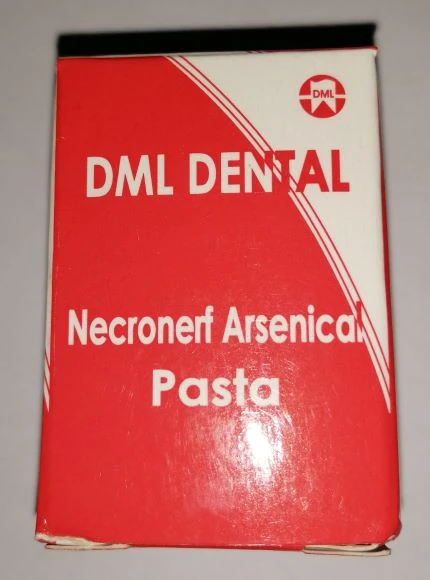 DML
DML DENTAL
Necronerf Arsenical
Pasta